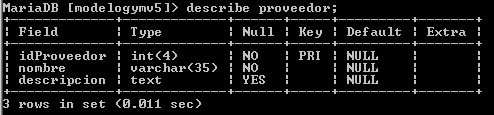 MariaDB [modelogymv5]> describe proveedor;
+-------------+-------------+------+-----+---------+-------+
| Field       | Type        | Null | Key | Default | Extra |
+-------------+-------------+------+-----+---------+-------+
| idProveedor | int(4)      | NO   | PRI | NULL    |       |
| nombre      | varchar(35) | NO   |     | NULL    |       |
| descripcion | text        | YES  |     | NULL    |       |
+-------------+-------------+------+-----+---------+-------+
3 rows in set (0.011 sec)